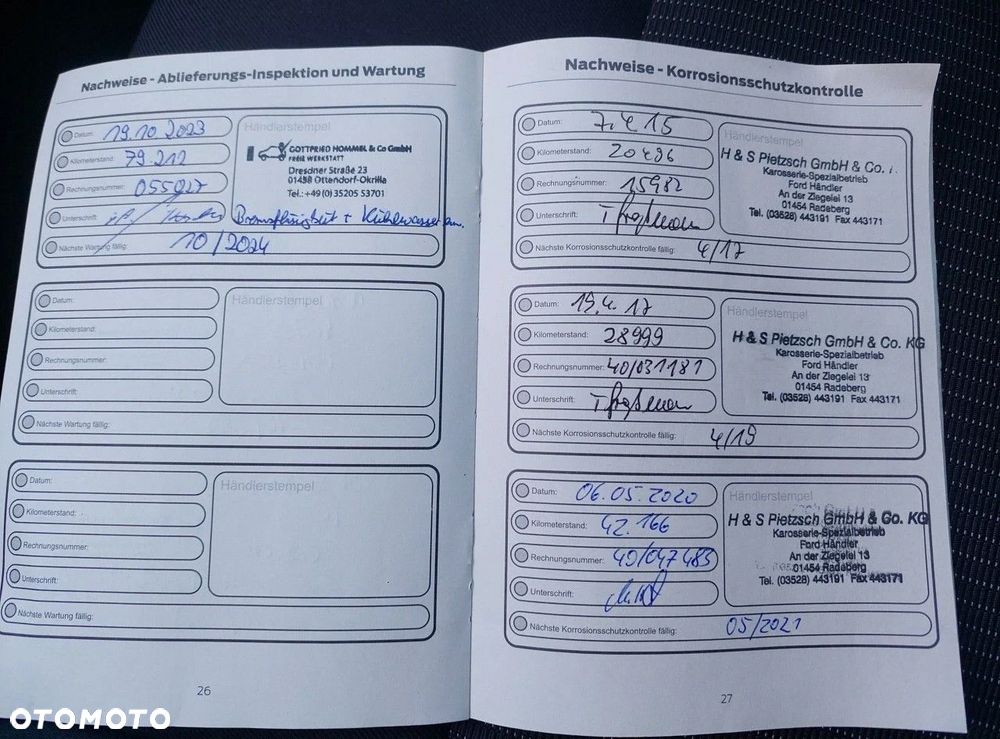 Nachweise - Ablieferungs-Inspektion und Wartung
Datum: 19.10.2023
Kilometerstand: 79.212
Rechnungsnummer: 055027
Unterschrift:
Händlerstempel
GOTTFRIED HOMMEL & Co GmbH
FREIE WERKSTATT
Dresdner Straße 23
01458 Ottendorf-Okrilla
Tel.: +49 (0) 35205 53701
Bremsflüssigkeit + Kühlwasser ern.
Nächste Wartung fällig: 10/2024
Datum:
Kilometerstand:
Rechnungsnummer:
Unterschrift:
Händlerstempel
Nächste Wartung fällig:
Datum:
Kilometerstand:
Rechnungsnummer:
Unterschrift:
Händlerstempel
Nächste Wartung fällig:
26
Nachweise - Korrosionsschutzkontrolle
Datum: 7.4.15
Kilometerstand: 20486
Rechnungsnummer: 15982
Unterschrift:
Händlerstempel
H & S Pietzsch GmbH & Co.
Karosserie-Spezialbetrieb
Ford Händler
An der Ziegelei 13
01454 Radeberg
Tel. (03528) 443191 Fax 443171
Nächste Korrosionsschutzkontrolle fällig: 4/17
Datum: 19.4.17
Kilometerstand: 28999
Rechnungsnummer: 40/031181
Unterschrift:
Händlerstempel
H & S Pietzsch GmbH & Co. KG
Karosserie-Spezialbetrieb
Ford Händler
An der Ziegelei 13
01454 Radeberg
Tel. (03528) 443191 Fax 443171
Nächste Korrosionsschutzkontrolle fällig: 4/19
Datum: 06.05.2020
Kilometerstand: 42.166
Rechnungsnummer: 40/047483
Unterschrift:
Händlerstempel
H & S Pietzsch GmbH & Co. KG
Karosserie-Spezialbetrieb
Ford Händler
An der Ziegelei 13
01454 Radeberg
Tel. (03528) 443191 Fax 443171
Nächste Korrosionsschutzkontrolle fällig: 05/2021
27
OTOMOTO